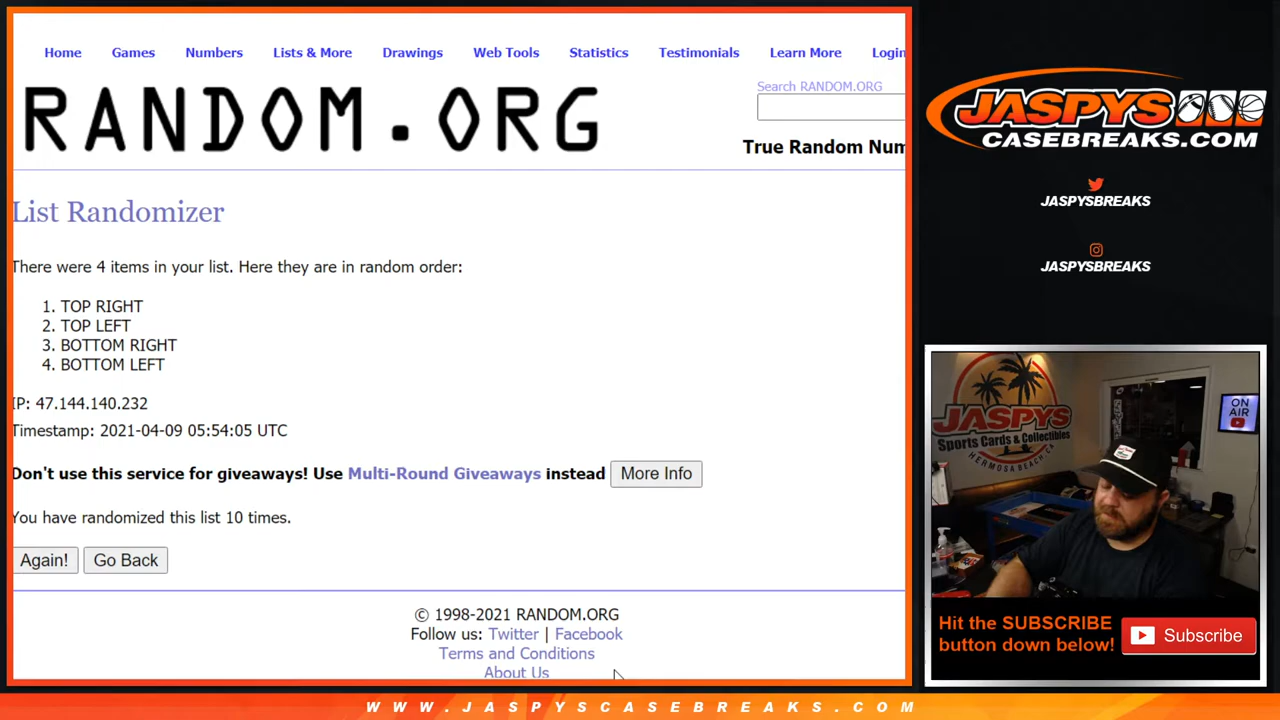 Home Games Numbers Lists & More Drawings Web Tools Statistics Testimonials Learn More Login
RANDOM.ORG
Search RANDOM.ORG
True Random Num
List Randomizer
There were 4 items in your list. Here they are in random order:
1. TOP RIGHT
2. TOP LEFT
3. BOTTOM RIGHT
4. BOTTOM LEFT
IP: 47.144.140.232
Timestamp: 2021-04-09 05:54:05 UTC
Don't use this service for giveaways! Use Multi-Round Giveaways instead More Info
You have randomized this list 10 times.
Again! Go Back
© 1998-2021 RANDOM.ORG
Follow us: Twitter | Facebook
Terms and Conditions
About Us
JASPYS
CASEBREAKS.COM
JASPYSBREAKS
JASPYSBREAKS
JASPYS
Sports Cards & Collectibles
HERMOSA BEACH, CA
ON
AIR
Hit the SUBSCRIBE
button down below!
Subscribe
WWW.JASPYSCASEBREAKS.COM